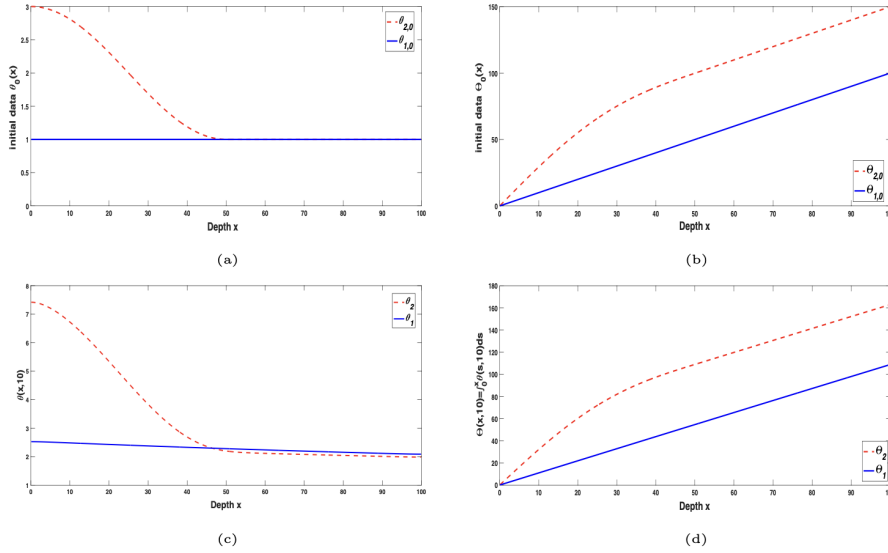 3
2.5
2
1.5
1
0.5
0
initial data θ₀(x)
θ2,0
θ1,0
0 10 20 30 40 50 60 70 80 90 100
Depth x
(a)
150
100
50
0
initial data Θ₀(x)
Θ2,0
Θ1,0
0 10 20 30 40 50 60 70 80 90 100
Depth x
(b)
8
7
6
5
4
3
2
1
θ(x,10)
θ2
θ1
0 10 20 30 40 50 60 70 80 90 100
Depth x
(c)
180
160
140
120
100
80
60
40
20
0
Θ(x,10)=∫₀ˣθ(s,10)ds
Θ2
Θ1
0 10 20 30 40 50 60 70 80 90 100
Depth x
(d)